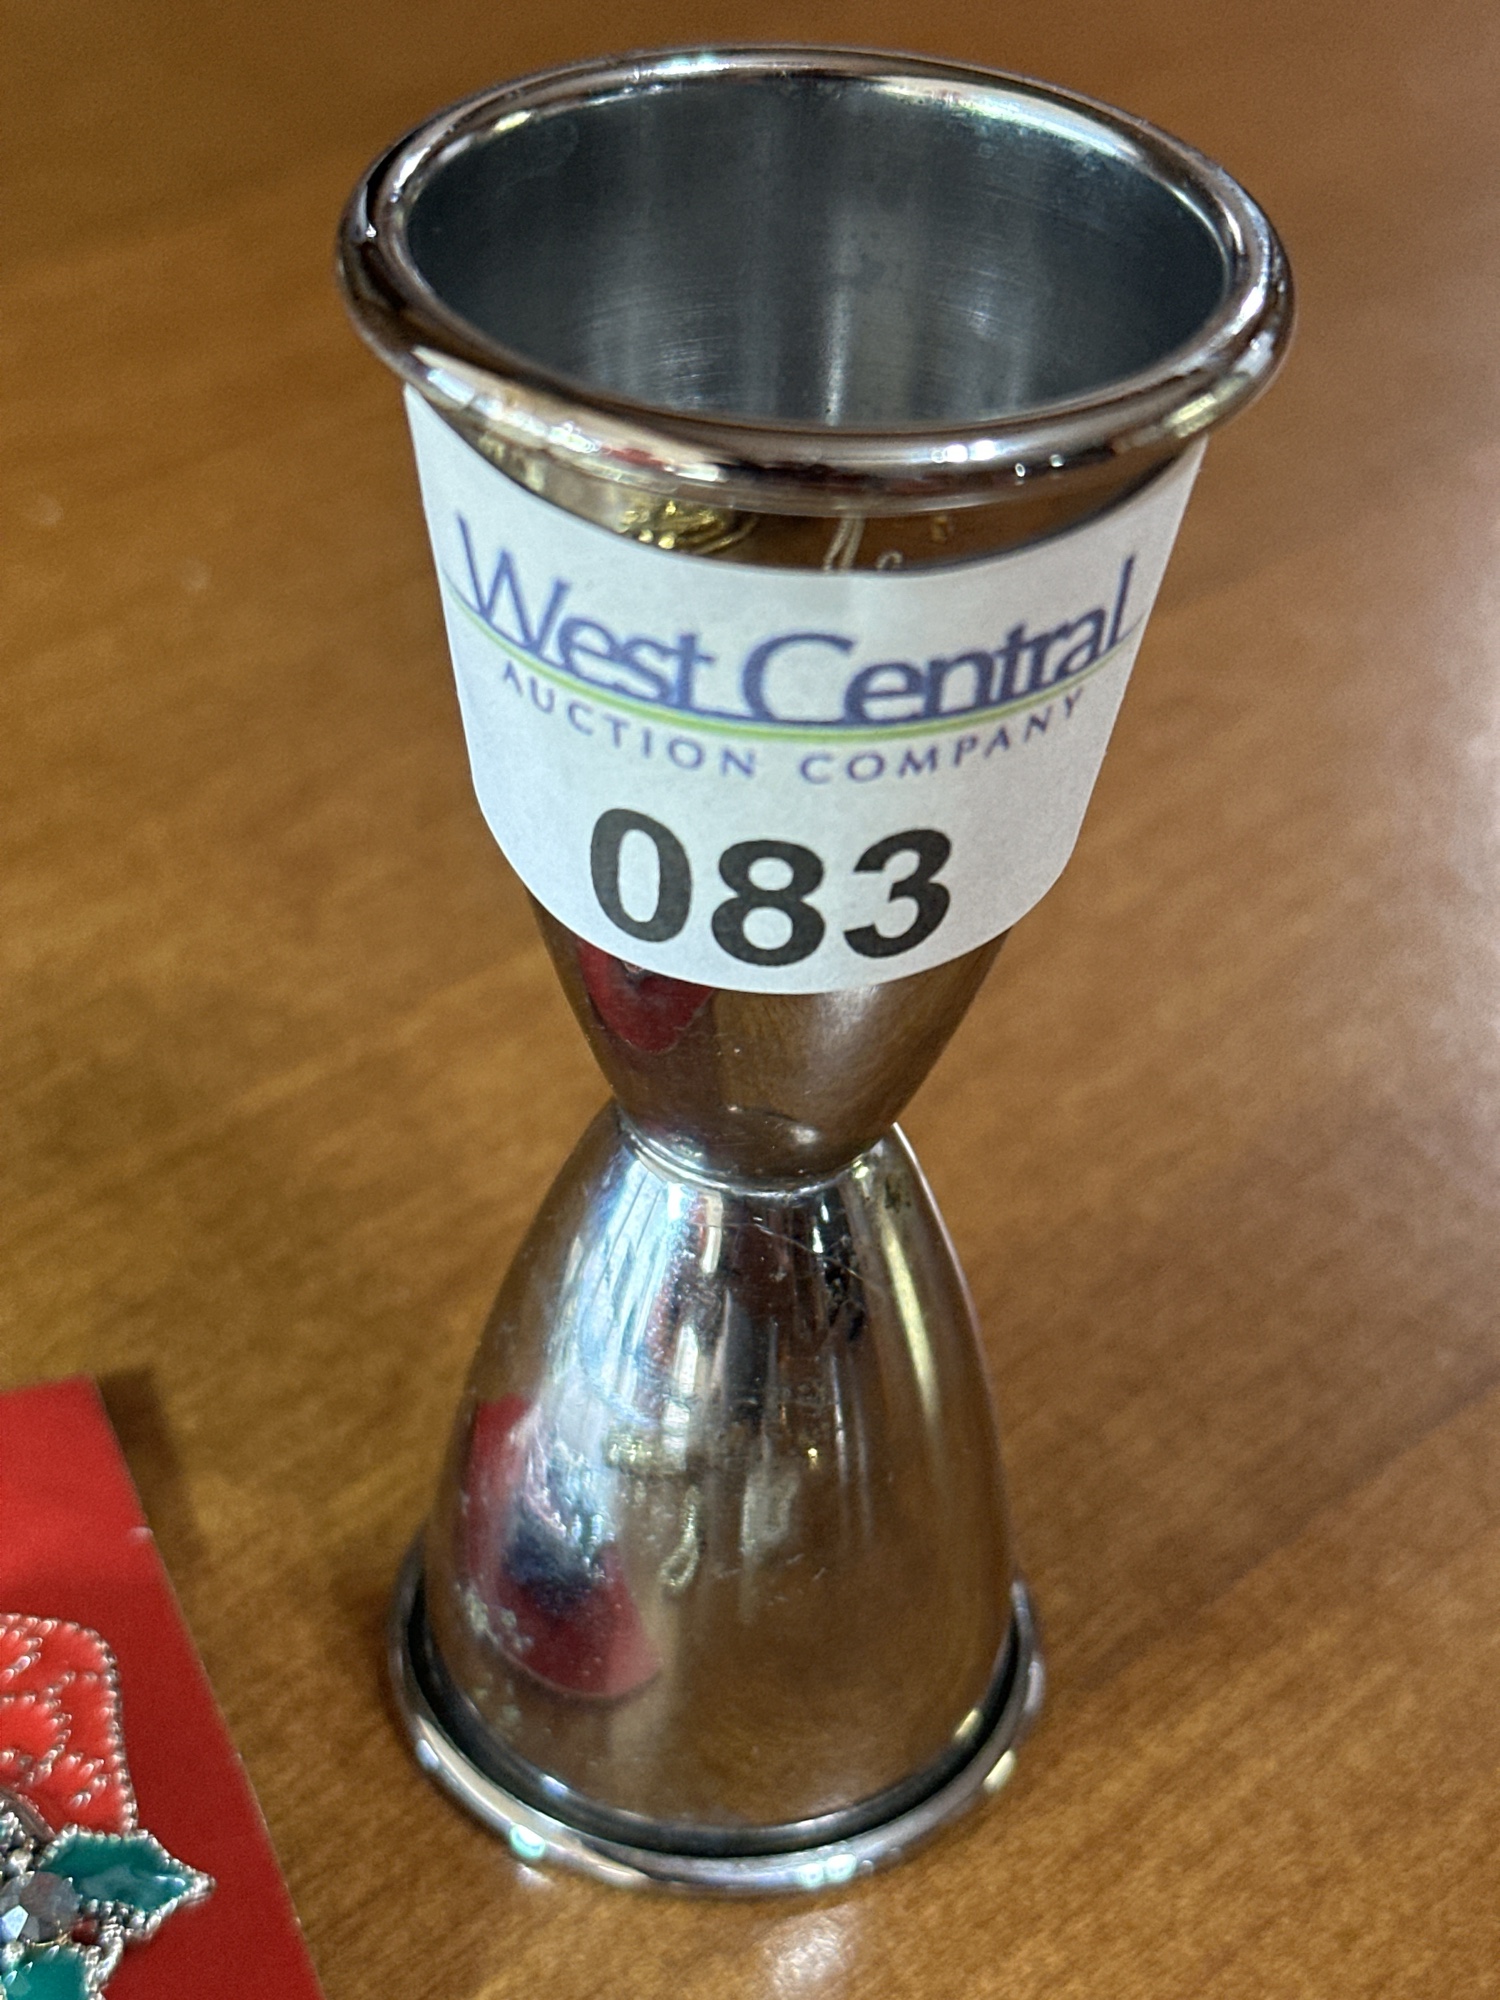 West Central
AUCTION COMPANY
083